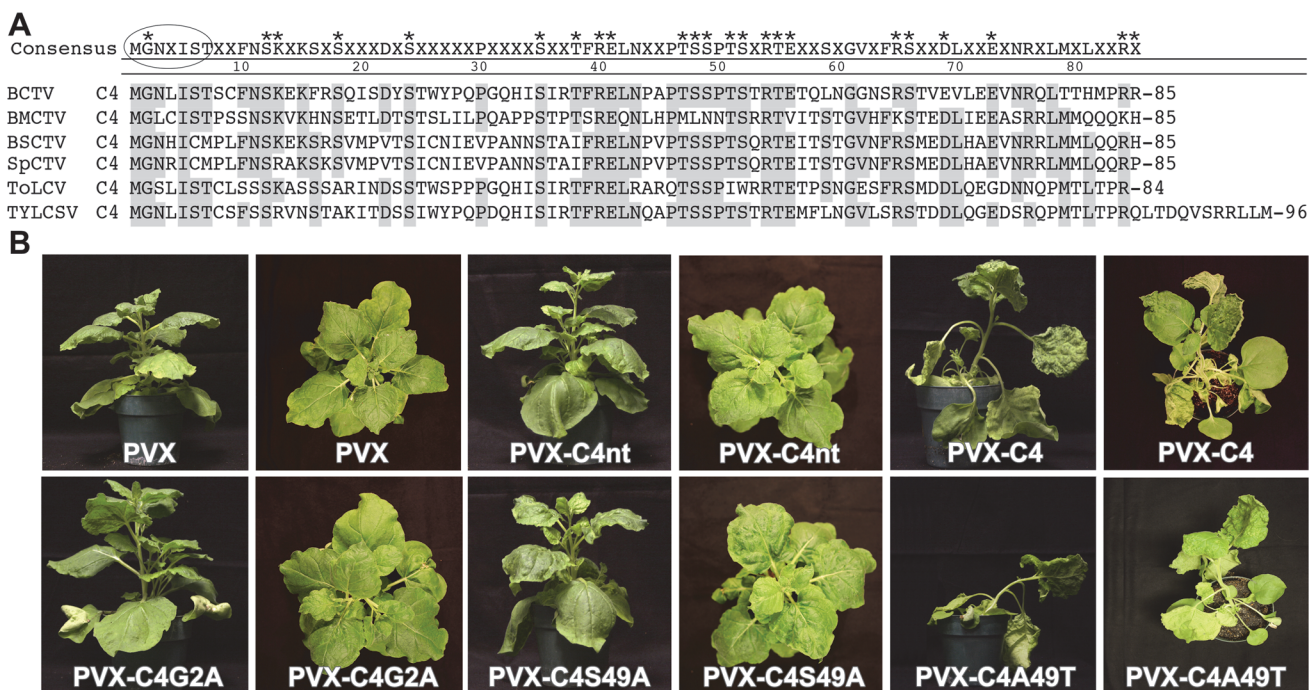 A
* ** * * * * ** *** ** *** ** * * **
Consensus MGNXISTXXFNSKXKSXSXXXDXSXXXXXPXXXXSXXTFRELNXXPTSSPTSXRTEXXSXGVXFRSXXDLXXEXNRXLMXLXXRX
10 20 30 40 50 60 70 80
BCTV C4 MGNLISTSCFNSKEKFRSQISDYSTWYPQPGQHISIRTFRELNPAPTSSPTSTRTETQLNGGNSRSTVEVLEEVNRQLTTHMPRR-85
BMCTV C4 MGLCISTPSSNSKVKHNSETLDTSTSLILPQAPPSTPTSREQNLHPMLNNTSRRTVITSTGVHFKSTEDLIEEASRRLMMQQQKH-85
BSCTV C4 MGNHICMPLFNSKEKSRSVMPVTSICNIEVPANNSTAIFRELNPVPTSSPTSTRTEITSTGVNFRSMEDLHAEVNRRLMLQQRH-85
SpCTV C4 MGNRICMPLFNSRAKSKSVMPVTSICNIEVPANNSTAIFRELNPVPTSSPTSQRTEITSTGVNFRSMEDLHAEVNRRLMLQQRP-85
ToLCV C4 MGSLISTCLSSSKASSSARINDSSTWSPPPGQHISIRTFRELRARQTSSPIWRRTETPSNGESFRSMDDLQEGDNNQPMTLTPR-84
TYLCSV C4 MGNLISTCSFSSRVNSTAKITDSSIWYPQPDQHISIRTFRELNQAPTSSPTSTRTEMFLNGVLSRSTDDLQGEDSRQPMTLTPRQLTDQVSRRLLM-96
B
PVX
PVX
PVX-C4nt
PVX-C4nt
PVX-C4
PVX-C4
PVX-C4G2A
PVX-C4G2A
PVX-C4S49A
PVX-C4S49A
PVX-C4A49T
PVX-C4A49T